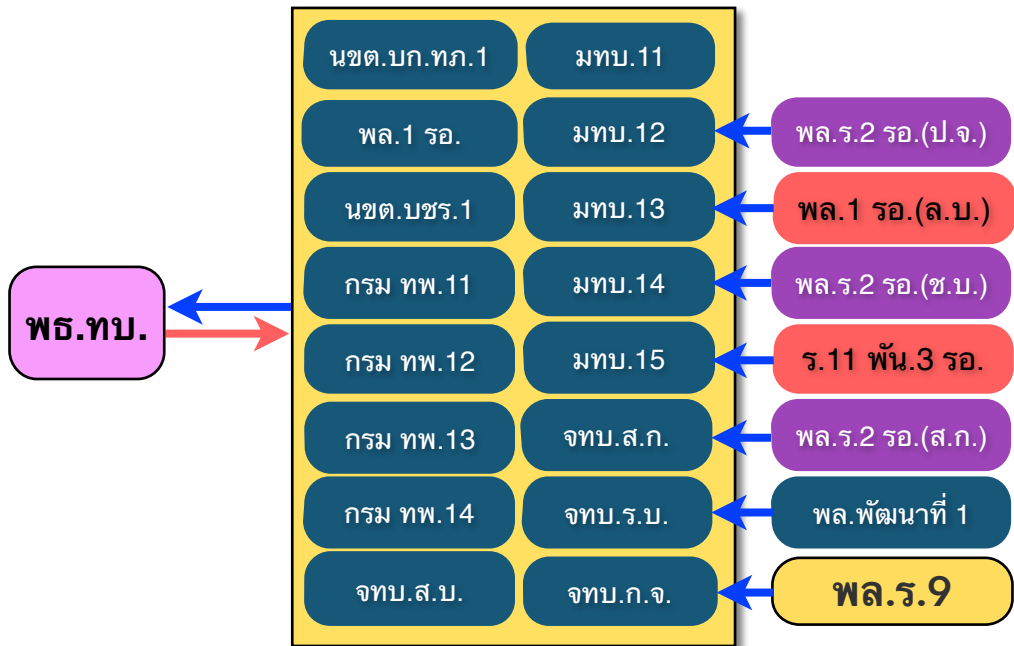 นขต.บก.ทภ.1
มทบ.11
พล.1 รอ.
มทบ.12
พล.ร.2 รอ.(ป.จ.)
นขต.บชร.1
มทบ.13
พล.1 รอ.(ล.บ.)
กรม ทพ.11
มทบ.14
พล.ร.2 รอ.(ช.บ.)
พธ.ทบ.
กรม ทพ.12
มทบ.15
ร.11 พัน.3 รอ.
กรม ทพ.13
จทบ.ส.ก.
พล.ร.2 รอ.(ส.ก.)
กรม ทพ.14
จทบ.ร.บ.
พล.พัฒนาที่ 1
จทบ.ส.บ.
จทบ.ก.จ.
พล.ร.9